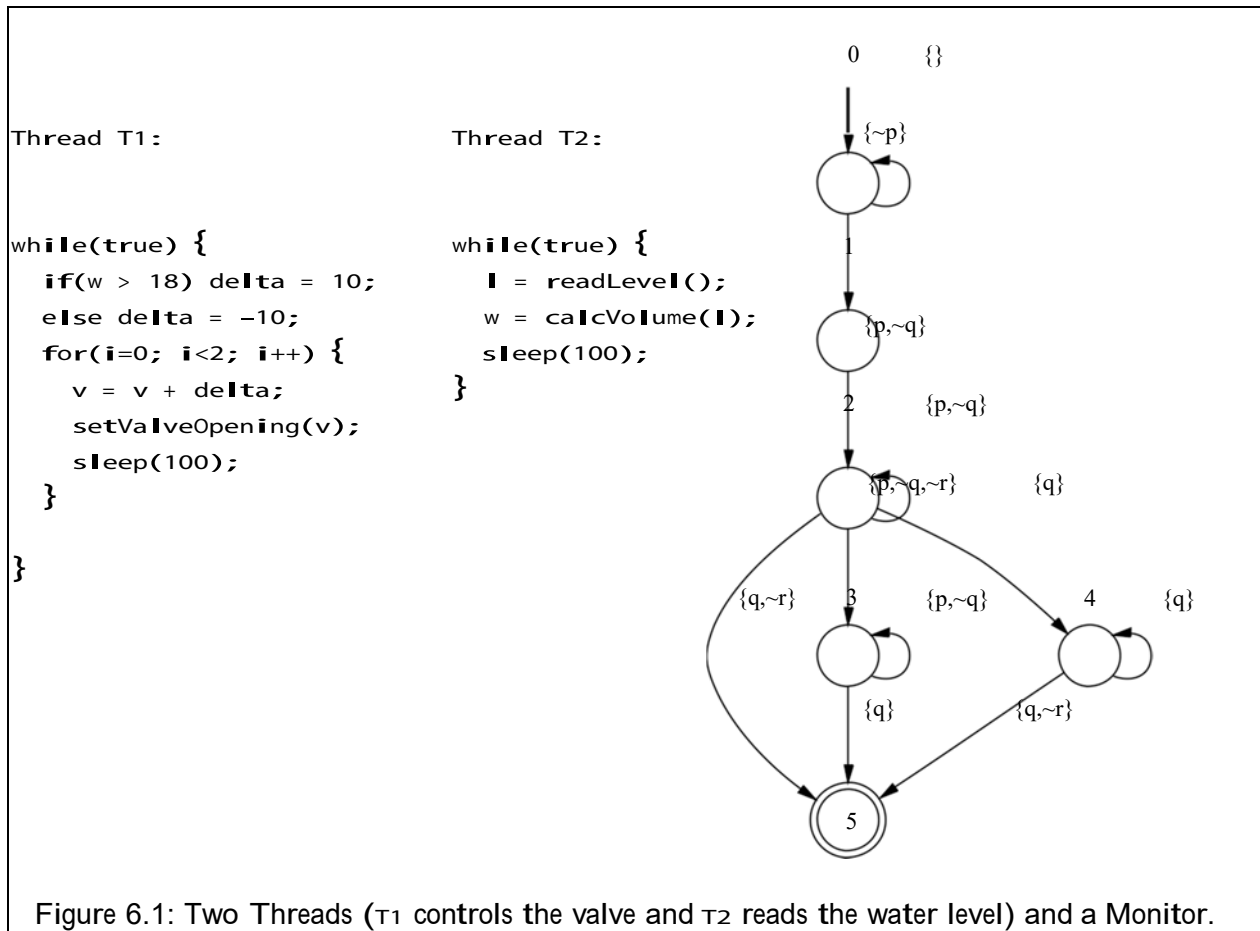 0 {}
Thread T1: Thread T2: {~p}
while(true) { while(true) { 1
if(w > 18) delta = 10; l = readLevel();
else delta = –10; w = calcVolume(l); {p,~q}
for(i=0; i<2; i++) { sleep(100);
v = v + delta; }
setValveOpening(v); 2 {p,~q}
sleep(100);
} {p,~q,~r} {q}
}
{q,~r} 3 {p,~q} 4 {q}
{q} {q,~r}
5
Figure 6.1: Two Threads (T1 controls the valve and T2 reads the water level) and a Monitor.